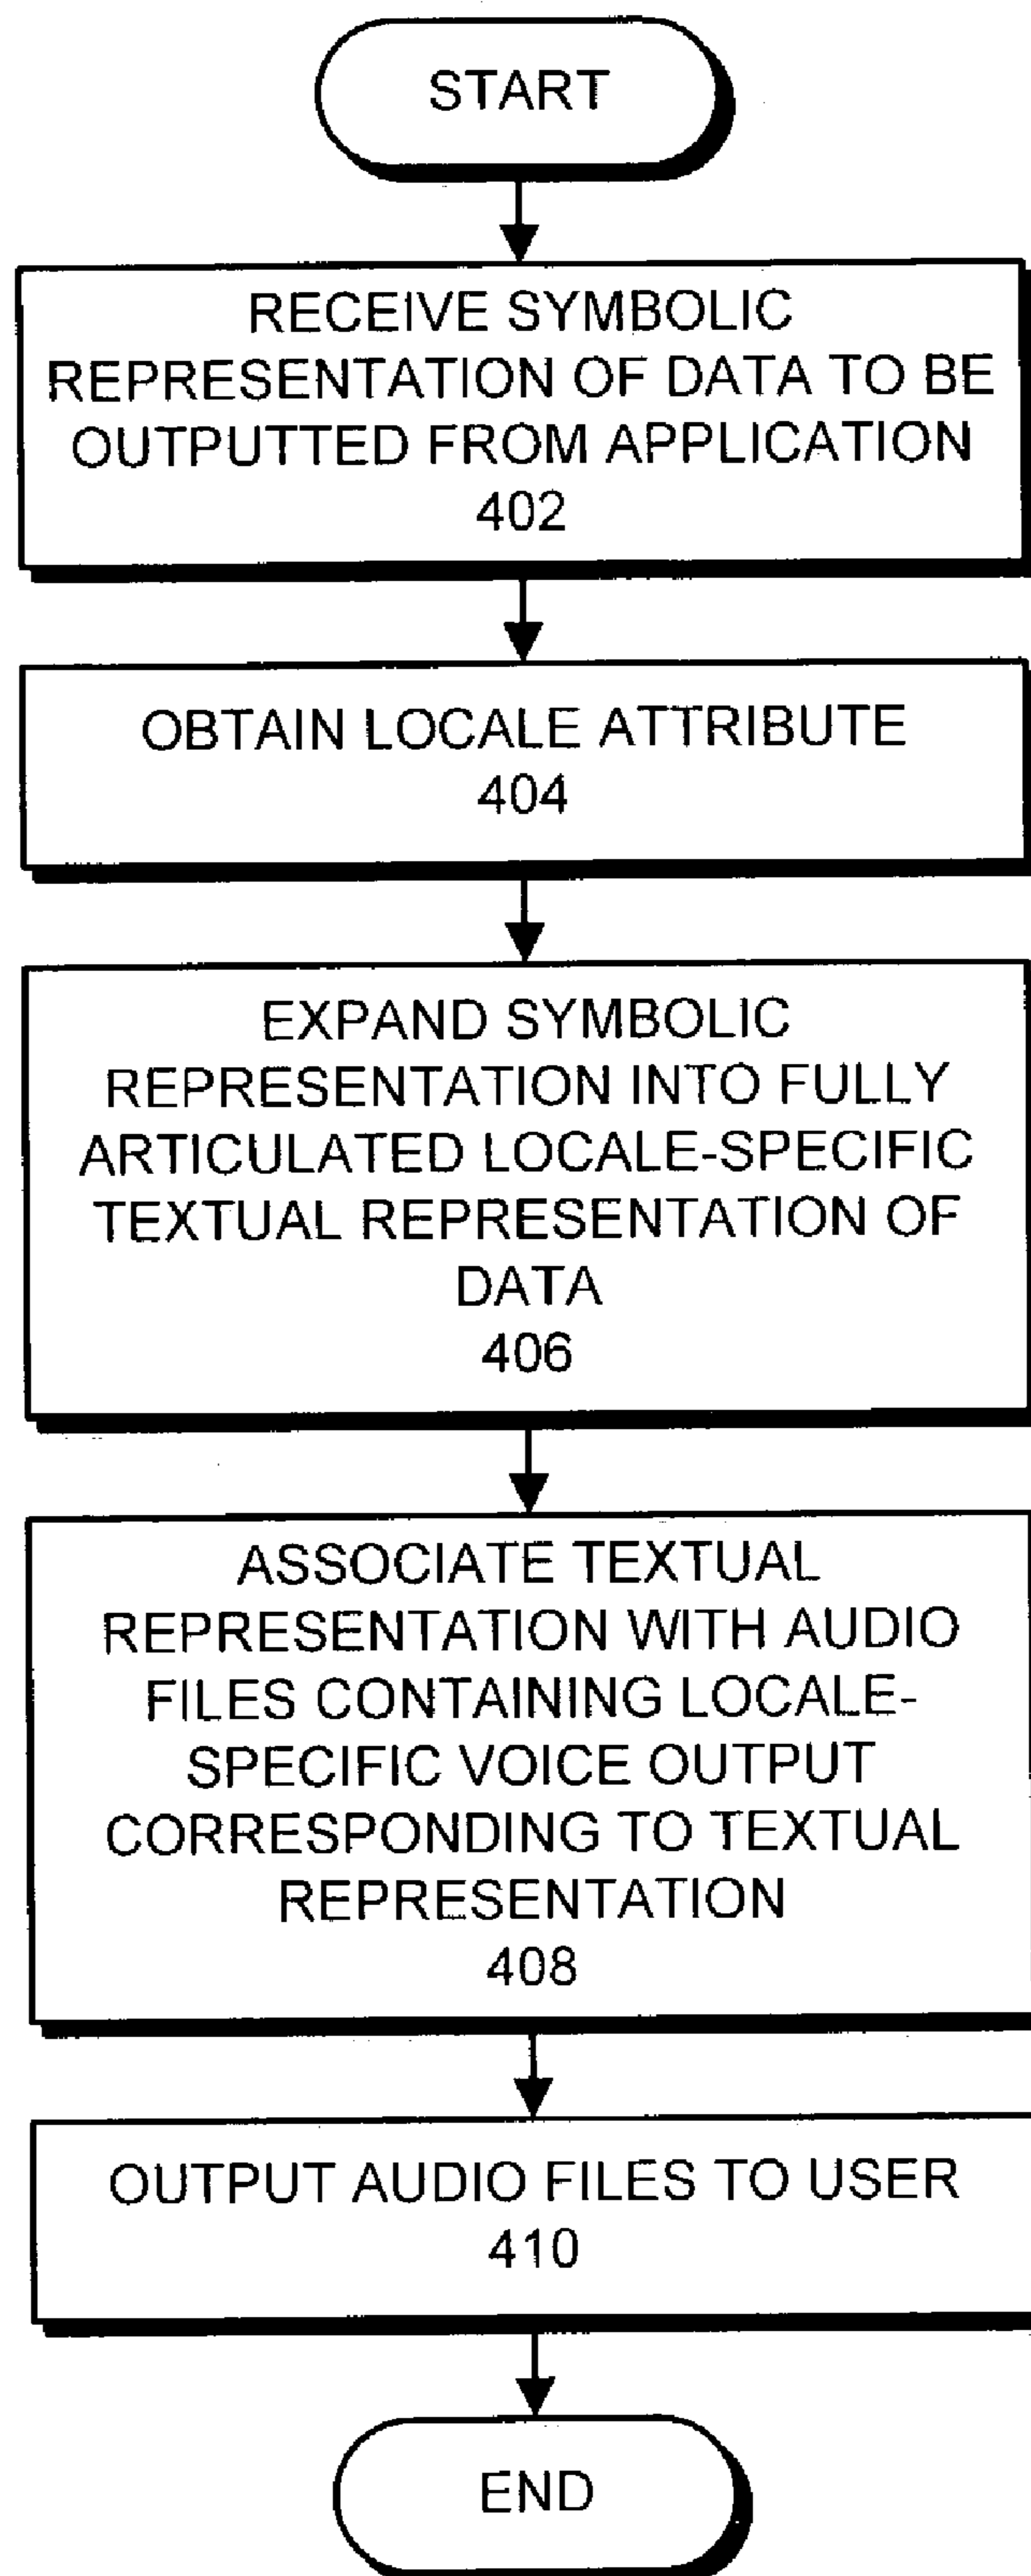 START
RECEIVE SYMBOLIC
REPRESENTATION OF DATA TO BE
OUTPUTTED FROM APPLICATION
402
OBTAIN LOCALE ATTRIBUTE
404
EXPAND SYMBOLIC
REPRESENTATION INTO FULLY
ARTICULATED LOCALE-SPECIFIC
TEXTUAL REPRESENTATION OF
DATA
406
ASSOCIATE TEXTUAL
REPRESENTATION WITH AUDIO
FILES CONTAINING LOCALE-
SPECIFIC VOICE OUTPUT
CORRESPONDING TO TEXTUAL
REPRESENTATION
408
OUTPUT AUDIO FILES TO USER
410
END